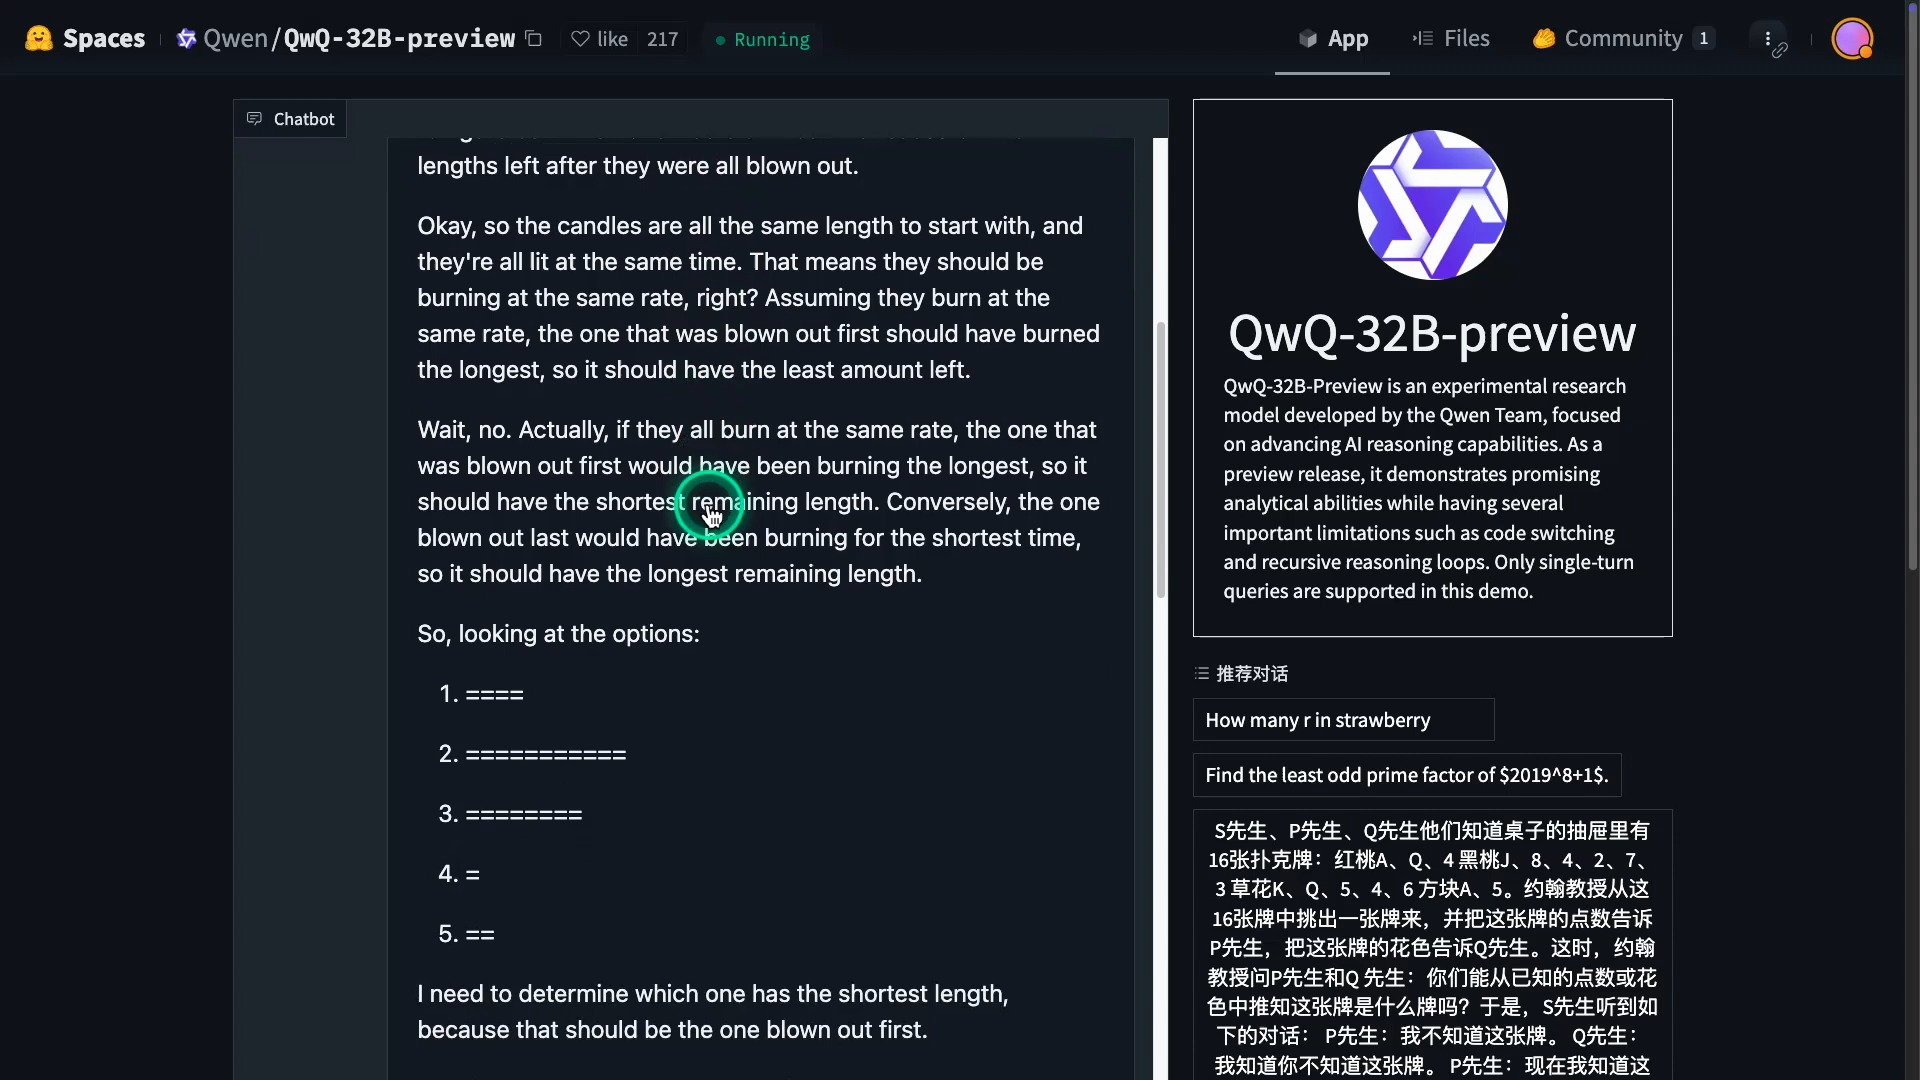 Spaces
Qwen/QwQ-32B-preview
like 217
Running
App
Files
Community 1
Chatbot
lengths left after they were all blown out.
Okay, so the candles are all the same length to start with, and
they're all lit at the same time. That means they should be
burning at the same rate, right? Assuming they burn at the
same rate, the one that was blown out first should have burned
the longest, so it should have the least amount left.
Wait, no. Actually, if they all burn at the same rate, the one that
was blown out first would have been burning the longest, so it
should have the shortest remaining length. Conversely, the one
blown out last would have been burning for the shortest time,
so it should have the longest remaining length.
So, looking at the options:
1. ====
2. ===========
3. ========
4. =
5. ==
I need to determine which one has the shortest length,
because that should be the one blown out first.
QwQ-32B-preview
QwQ-32B-Preview is an experimental research
model developed by the Qwen Team, focused
on advancing AI reasoning capabilities. As a
preview release, it demonstrates promising
analytical abilities while having several
important limitations such as code switching
and recursive reasoning loops. Only single-turn
queries are supported in this demo.
推荐对话
How many r in strawberry
Find the least odd prime factor of $2019^8+1$.
S先生、P先生、Q先生他们知道桌子的抽屉里有
16张扑克牌：红桃A、Q、4 黑桃J、8、4、2、7、
3 草花K、Q、5、4、6 方块A、5。约翰教授从这
16张牌中挑出一张牌来，并把这张牌的点数告诉
P先生，把这张牌的花色告诉Q先生。这时，约翰
教授问P先生和Q 先生：你们能从已知的点数或花
色中推知这张牌是什么牌吗？于是，S先生听到如
下的对话： P先生：我不知道这张牌。 Q先生：
我知道你不知道这张牌。 P先生：现在我知道这